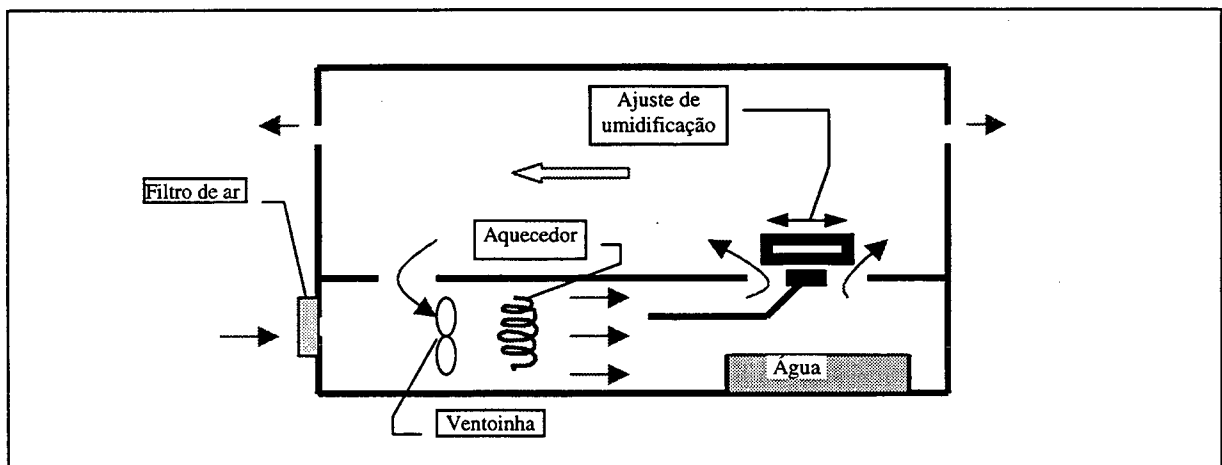 Ajuste de
umidificação
Filtro de ar
Aquecedor
Água
Ventoinha